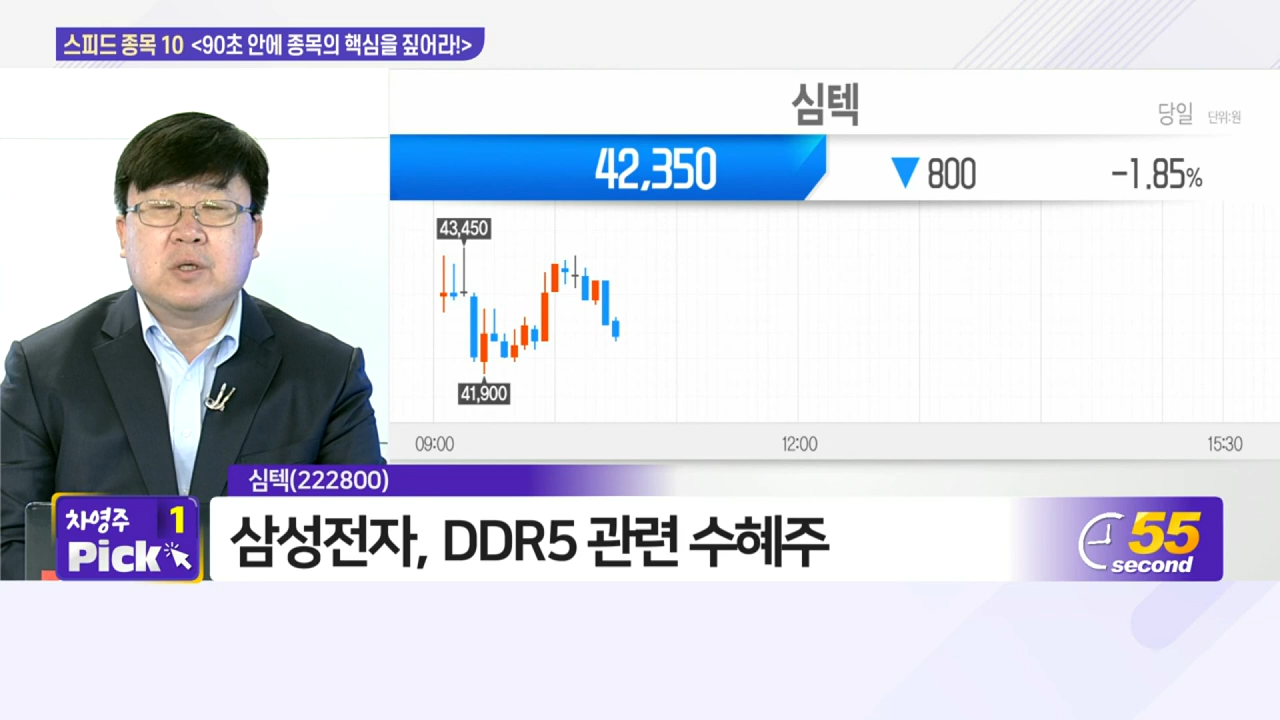 스피드 종목 10 <90초 안에 종목의 핵심을 짚어라!>
심텍
당일 단위:원
42,350 ▼800 -1.85%
43,450
41,900
09:00 12:00 15:30
심텍(222800)
차영주 1
Pick
삼성전자, DDR5 관련 수혜주
55
second